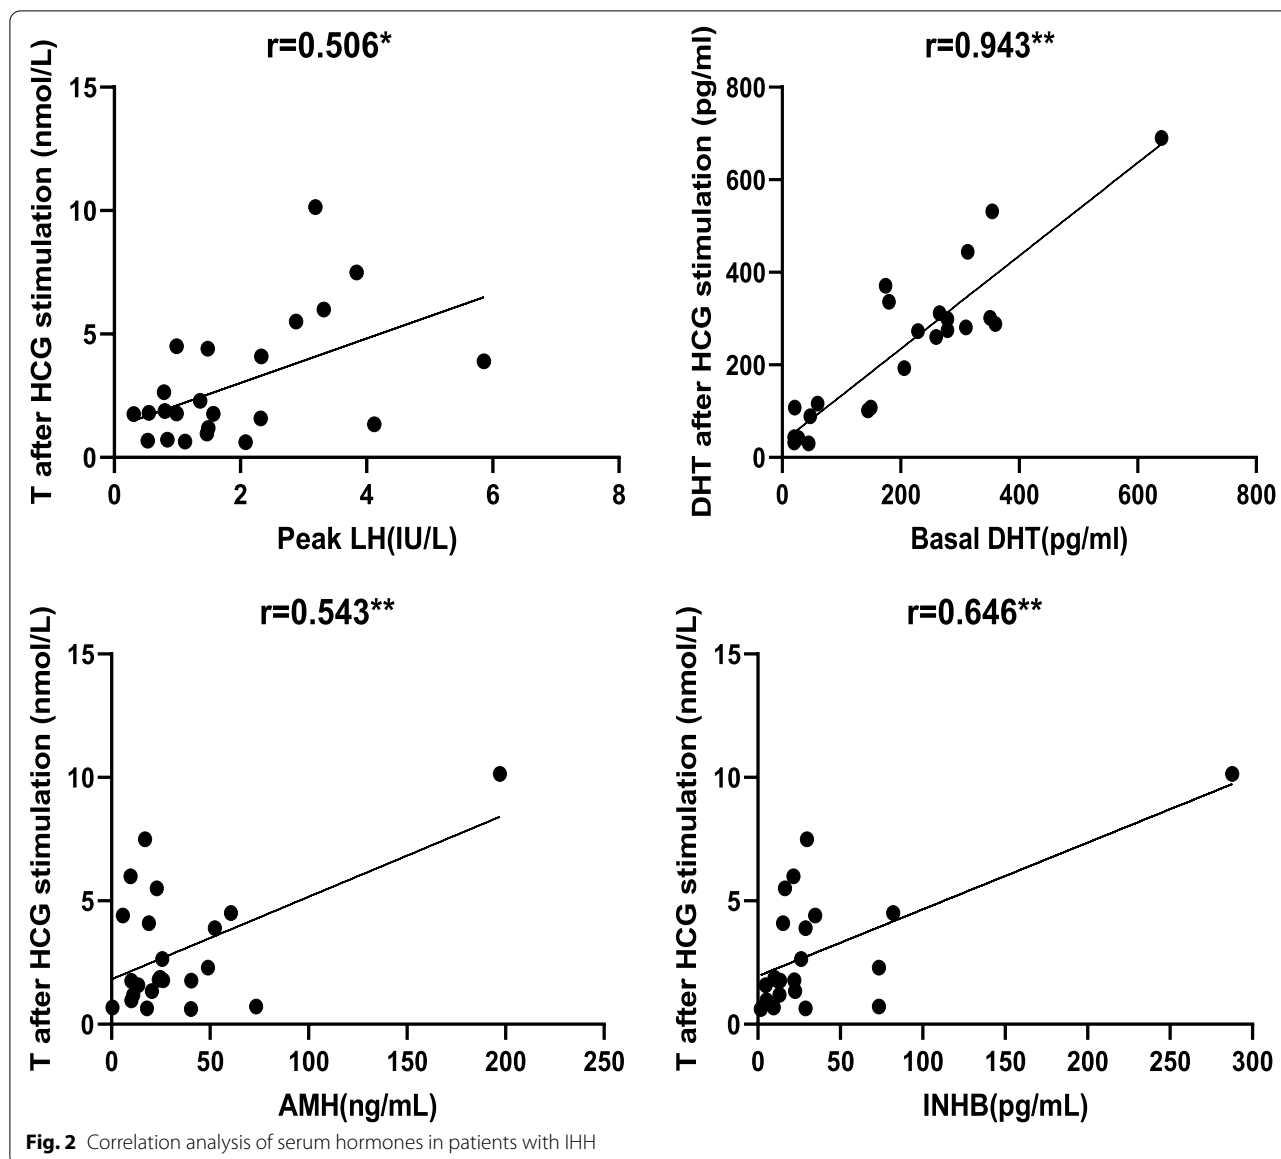 r=0.506*
T after HCG stimulation (nmol/L)
15
10
5
0
0 2 4 6 8
Peak LH(IU/L)
r=0.943**
DHT after HCG stimulation (pg/ml)
800
600
400
200
0
0 200 400 600 800
Basal DHT(pg/ml)
r=0.543**
T after HCG stimulation (nmol/L)
15
10
5
0
0 50 100 150 200 250
AMH(ng/mL)
r=0.646**
T after HCG stimulation (nmol/L)
15
10
5
0
0 50 100 150 200 250 300
INHB(pg/mL)
Fig. 2 Correlation analysis of serum hormones in patients with IHH